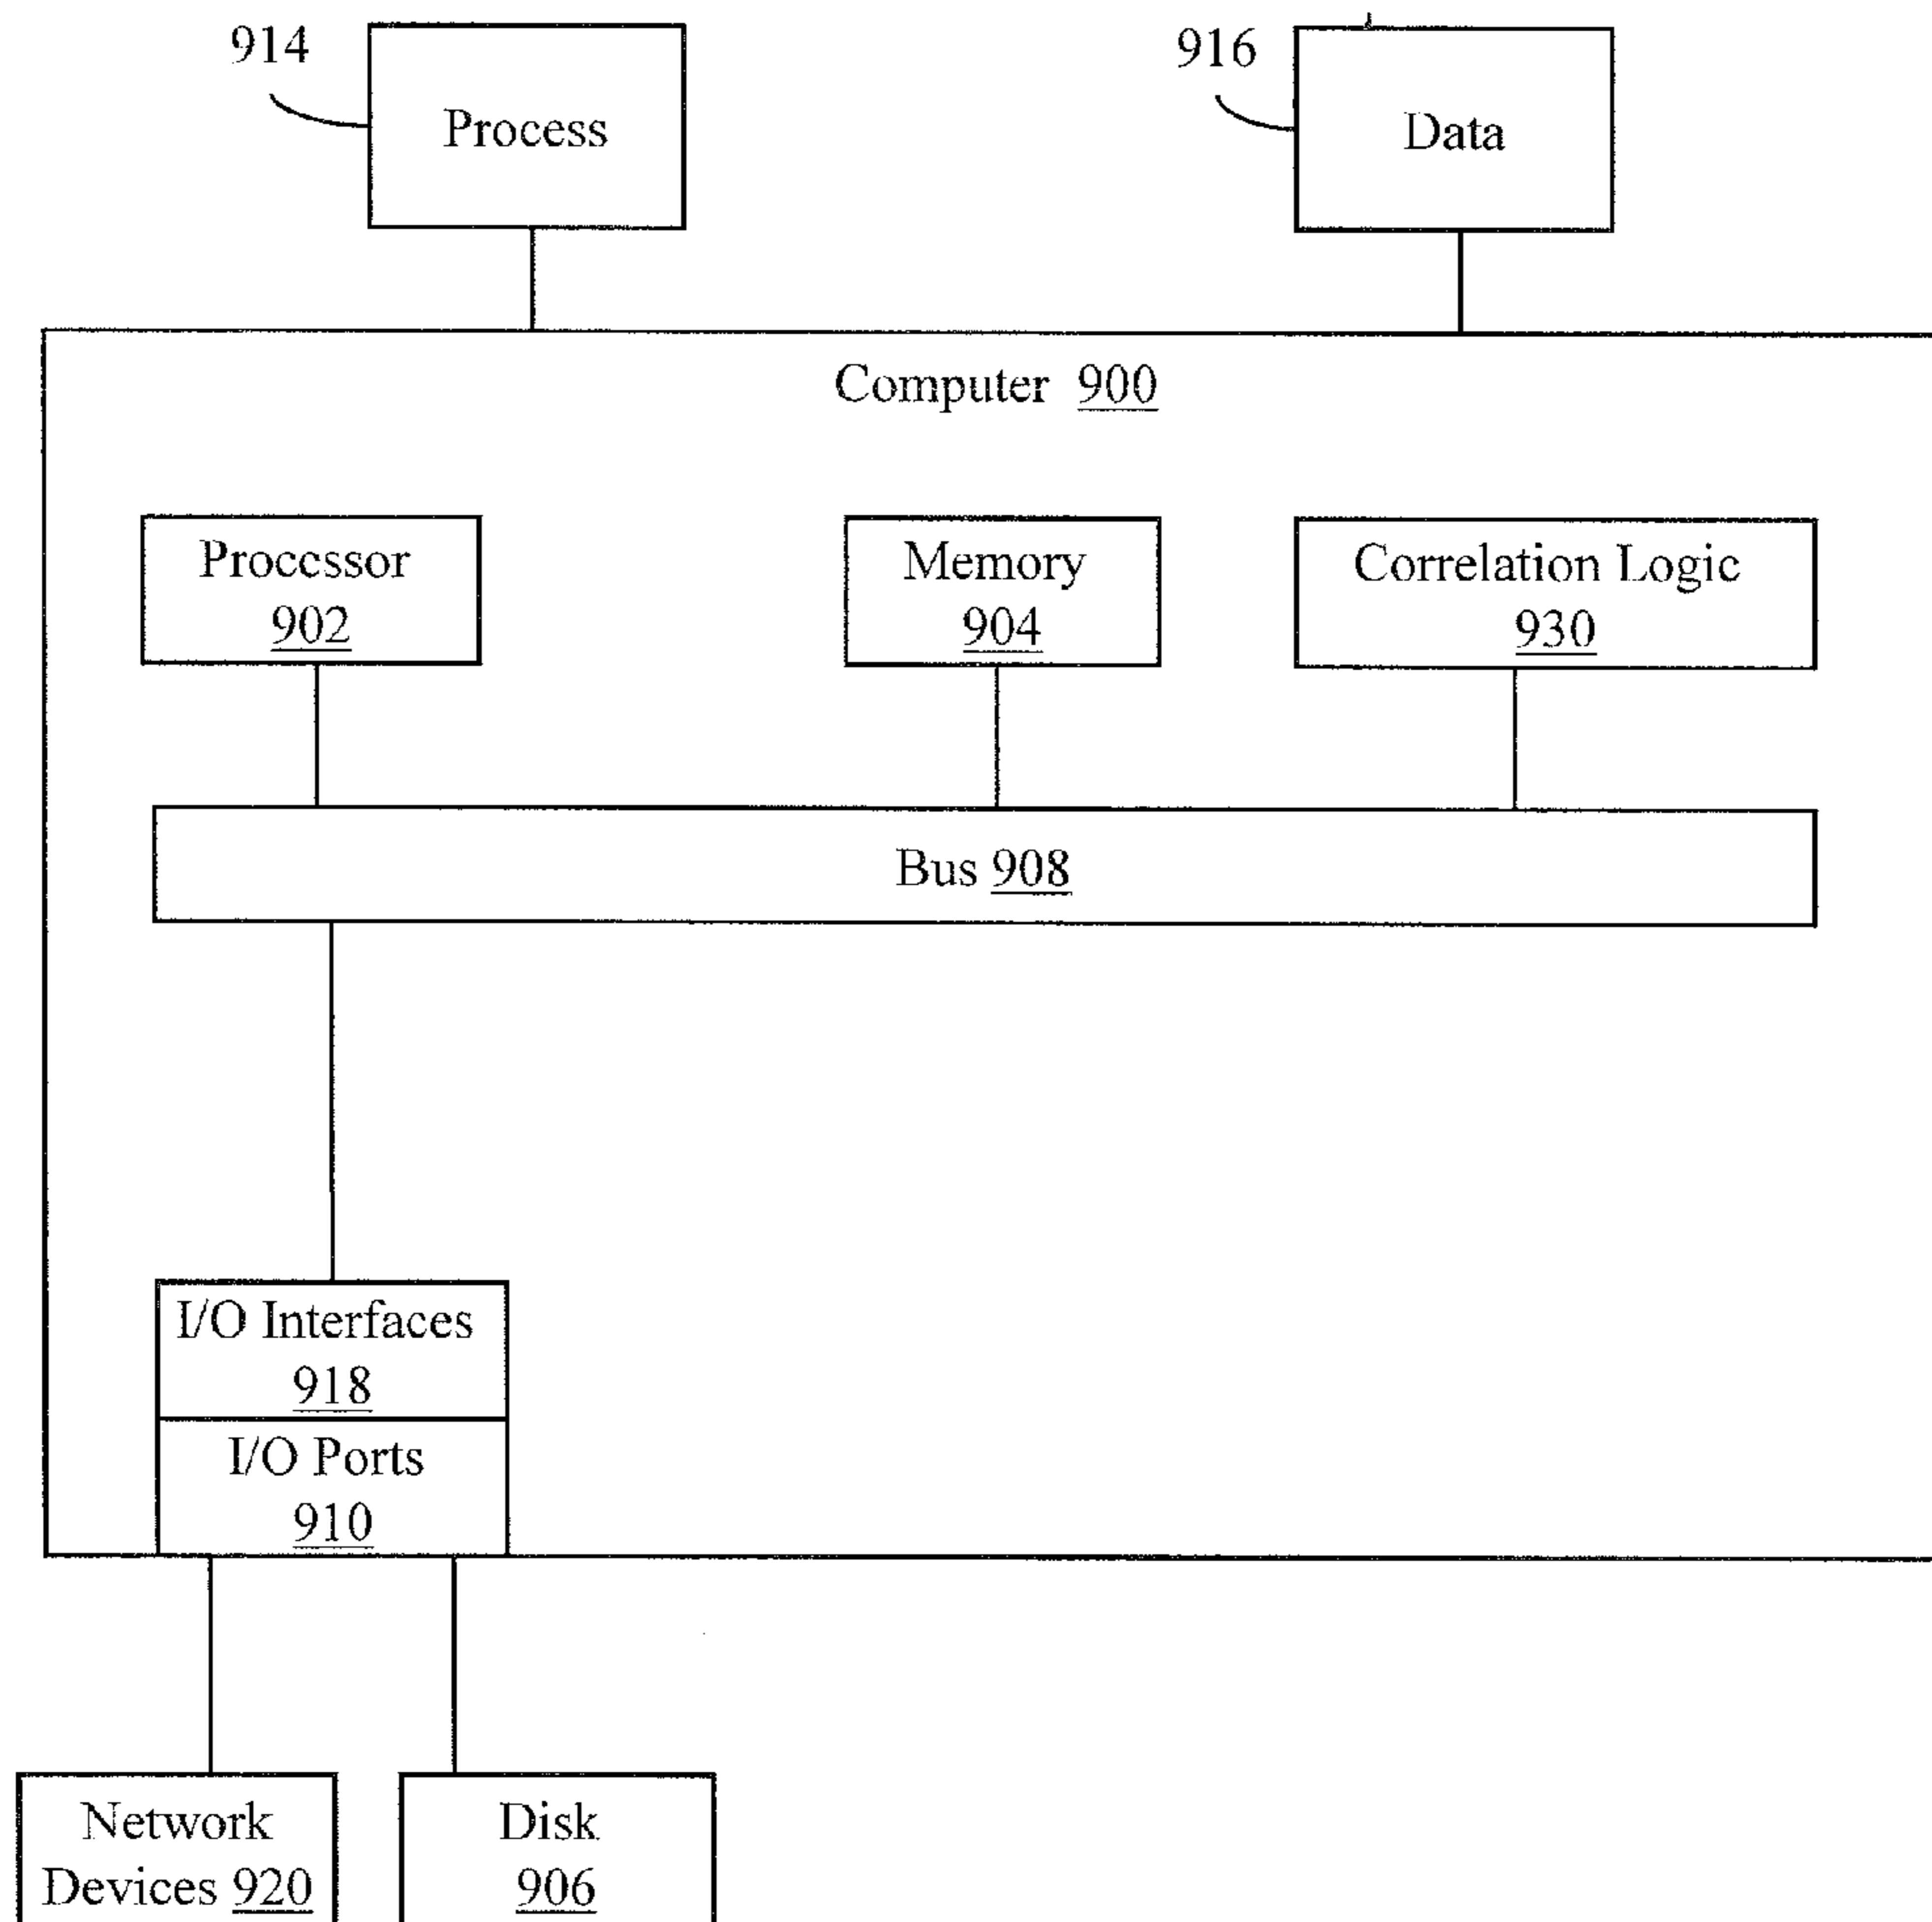 914
Process
916
Data
Computer 900
Processor
902
Memory
904
Correlation Logic
930
Bus 908
I/O Interfaces
918
I/O Ports
910
Network
Devices 920
Disk
906